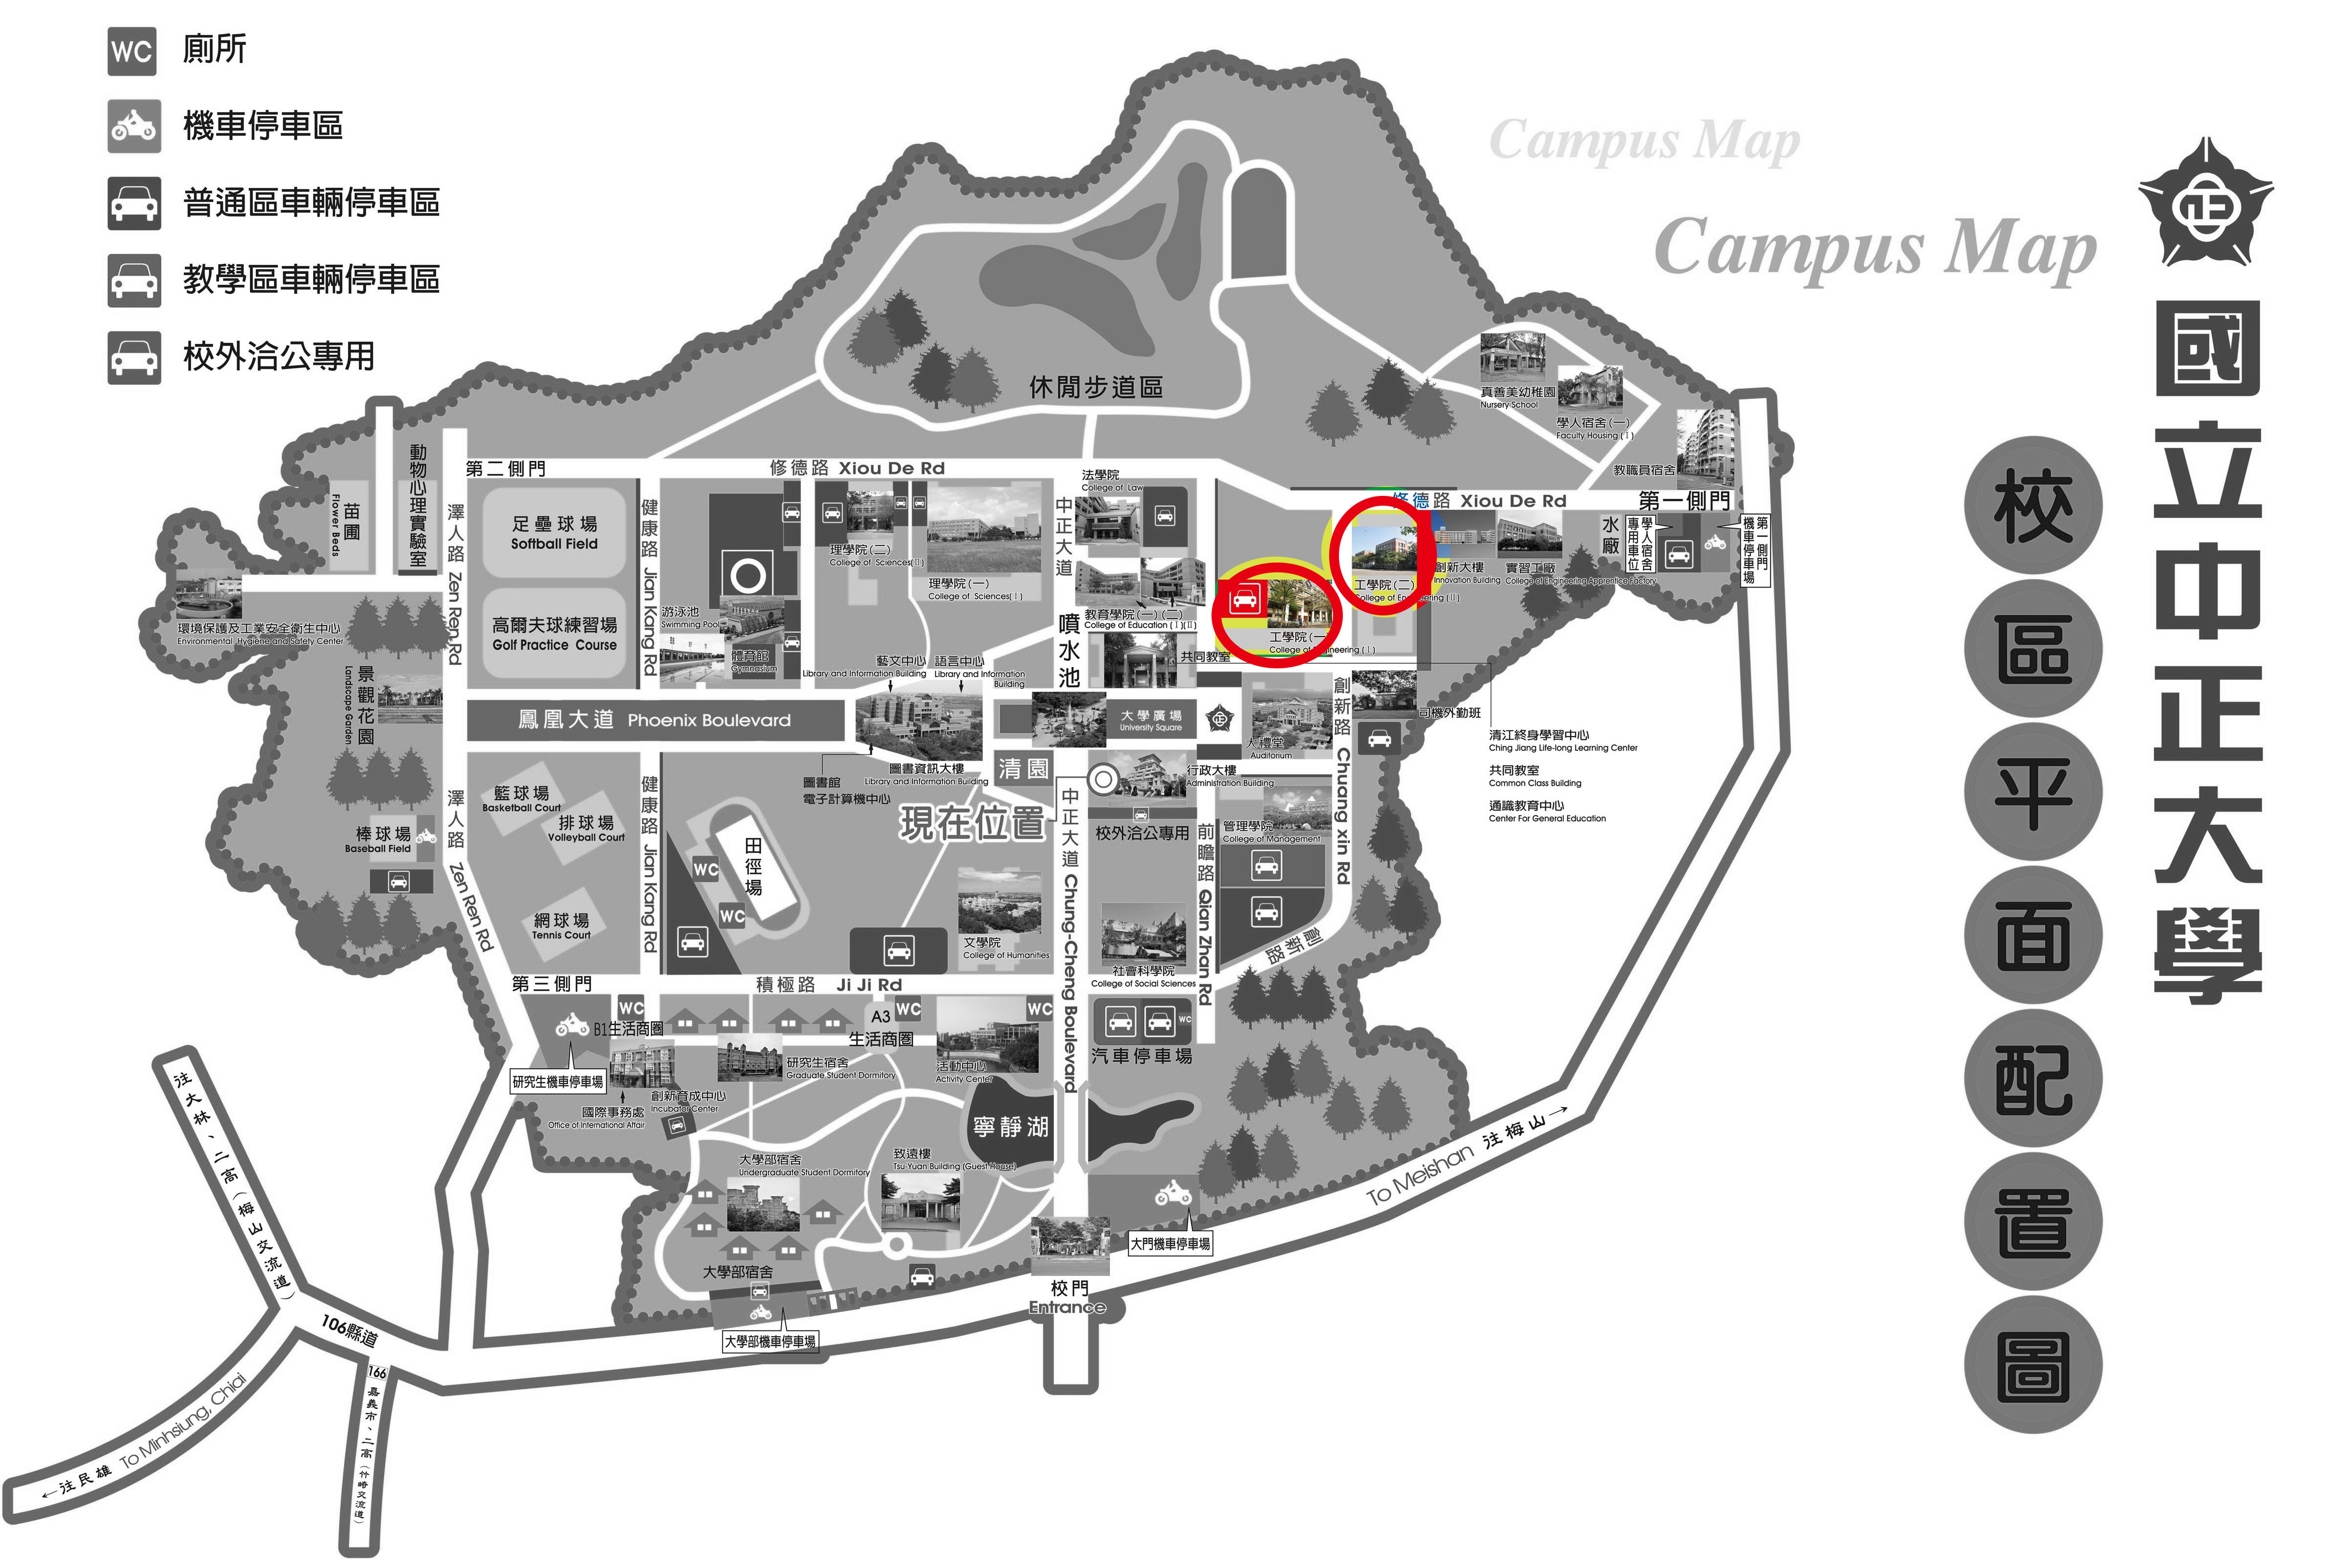 WC 廁所
機車停車區
普通區車輛停車區
教學區車輛停車區
校外洽公專用
Campus Map
Campus Map
正
國立中正大學
校區平面配置圖
休閒步道區
真善美幼稚園
Nursery School
學人宿舍(一)
Faculty Housing (I)
教職員宿舍
第二側門
修德路 Xiou De Rd
修德路 Xiou De Rd
第一側門
動物心理實驗室
苗圃
Flower Beds
澤人路 Zen Ren Rd
足壘球場
Softball Field
高爾夫球練習場
Golf Practice Course
健康路 Jian Kang Rd
游泳池
Swimming Pool
體育館
Gymnasium
理學院(二)
College of Sciences(II)
理學院(一)
College of Sciences(I)
法學院
College of Law
中正大道
教育學院(一)(二)
College of Education (I)(II)
噴水池
共同教室
工學院(一
College of Engineering (I)
工學院(二)
College of Engineering (II)
創新大樓
Innovation Building
實習工廠
College of Engineering Apprentice Factory
水廠
學人宿舍專用車位
第一側門機車停車場
環境保護及工業安全衛生中心
Environmental Hygiene and Safety Center
景觀花園
Landscape Garden
鳳凰大道 Phoenix Boulevard
藝文中心
Library and Information Building
語言中心
Library and Information Building
圖書館
電子計算機中心
圖書資訊大樓
Library and Information Building
大學廣場
University Square
正
大禮堂
Auditorium
創新路 Chuang xin Rd
司機外勤班
清江終身學習中心
Ching Jiang Life-long Learning Center
共同教室
Common Class Building
通識教育中心
Center For General Education
清園
現在位置
行政大樓
Administration Building
校外洽公專用
管理學院
College of Management
前瞻路 Qian Zhan Rd
創新路
棒球場
Baseball Field
澤人路 Zen Ren Rd
籃球場
Basketball Court
排球場
Volleyball Court
網球場
Tennis Court
健康路 Jian Kang Rd
田徑場
WC
WC
文學院
College of Humanities
中正大道 Chung-Cheng Boulevard
社會科學院
College of Social Sciences
汽車停車場
WC
第三側門
積極路 Ji Ji Rd
WC
B1生活商圈
A3
生活商圈
WC
WC
研究生機車停車場
國際事務處
Office of International Affair
創新育成中心
Incubator Center
研究生宿舍
Graduate Student Dormitory
活動中心
Activity Center
寧靜湖
大學部宿舍
Undergraduate Student Dormitory
致遠樓
Tsu-Yuan Building (Guest House)
大學部宿舍
大學部機車停車場
大門機車停車場
校門
Entrance
To Meishan 往梅山→
往大林、二高(梅山交流道)
106縣道
166
嘉義市、二高(竹崎交流道)
←往民雄 To Minhsiung, Chiai